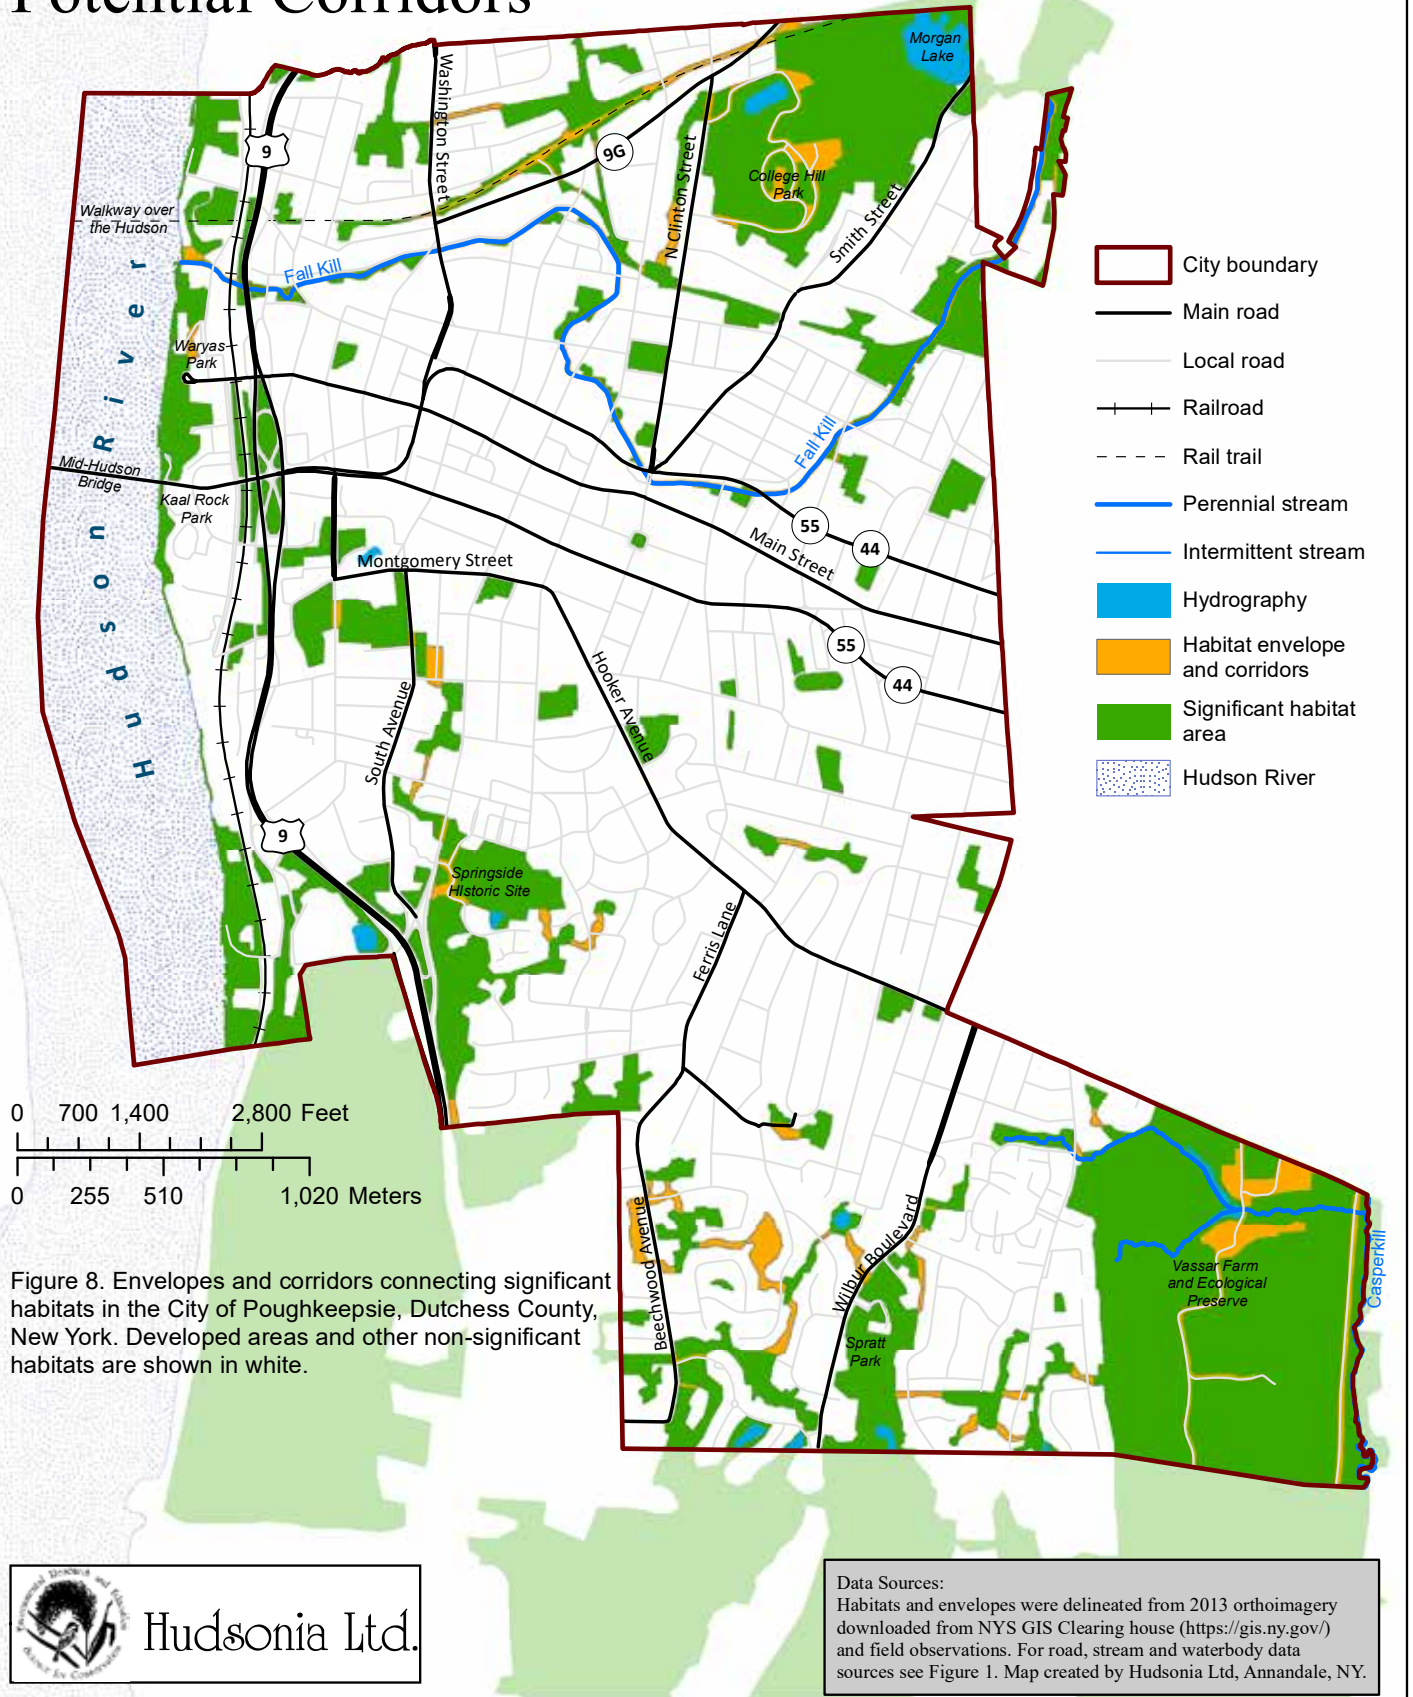 Potential Corridors
Morgan
Lake
Washington Street
9
9G
N Clinton Street
College Hill
Park
Smith Street
Walkway over
the Hudson
Fall Kill
Hudson River
Waryas
Park
Mid-Hudson
Bridge
Kaal Rock
Park
Fall Kill
55
44
Main Street
Montgomery Street
55
44
Hooker Avenue
South Avenue
9
Springside
HIstoric Site
Ferris Lane
Beechwood Avenue
Wilbur Boulevard
Spratt
Park
Vassar Farm
and Ecological
Preserve
Casperkill
City boundary
Main road
Local road
Railroad
Rail trail
Perennial stream
Intermittent stream
Hydrography
Habitat envelope
and corridors
Significant habitat
area
Hudson River
0 700 1,400 2,800 Feet
0 255 510 1,020 Meters
Figure 8. Envelopes and corridors connecting significant
habitats in the City of Poughkeepsie, Dutchess County,
New York. Developed areas and other non-significant
habitats are shown in white.
Hudsonia Ltd.
Data Sources:
Habitats and envelopes were delineated from 2013 orthoimagery
downloaded from NYS GIS Clearing house (https://gis.ny.gov/)
and field observations. For road, stream and waterbody data
sources see Figure 1. Map created by Hudsonia Ltd, Annandale, NY.